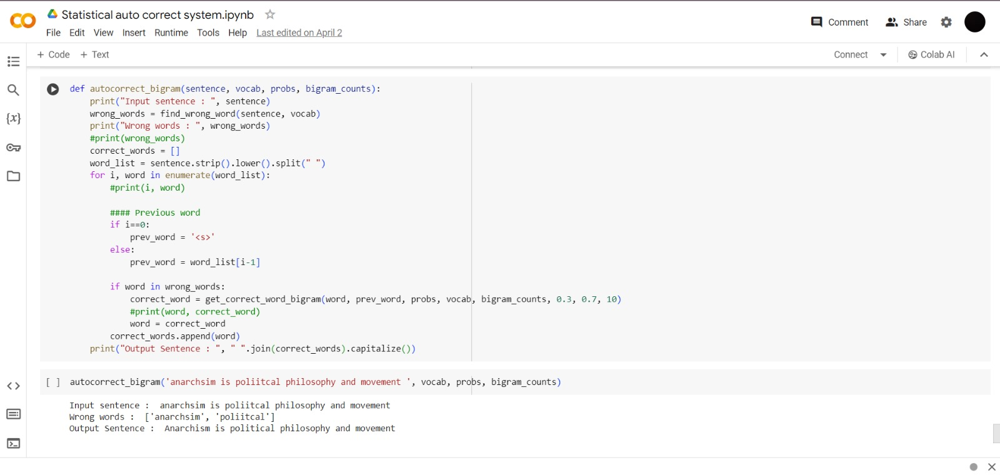 Statistical auto correct system.ipynb
File Edit View Insert Runtime Tools Help Last edited on April 2
Comment Share
+ Code + Text
Connect Colab AI
{x}
def autocorrect_bigram(sentence, vocab, probs, bigram_counts):
    print("Input sentence : ", sentence)
    wrong_words = find_wrong_word(sentence, vocab)
    print("Wrong words : ", wrong_words)
    #print(wrong_words)
    correct_words = []
    word_list = sentence.strip().lower().split(" ")
    for i, word in enumerate(word_list):
        #print(i, word)

        #### Previous word
        if i==0:
            prev_word = '<s>'
        else:
            prev_word = word_list[i-1]

        if word in wrong_words:
            correct_word = get_correct_word_bigram(word, prev_word, probs, vocab, bigram_counts, 0.3, 0.7, 10)
            #print(word, correct_word)
            word = correct_word
        correct_words.append(word)
    print("Output Sentence : ", " ".join(correct_words).capitalize())
[ ] autocorrect_bigram('anarchsim is poliitcal philosophy and movement ', vocab, probs, bigram_counts)
Input sentence :  anarchsim is poliitcal philosophy and movement
Wrong words :  ['anarchsim', 'poliitcal']
Output Sentence :  Anarchism is political philosophy and movement